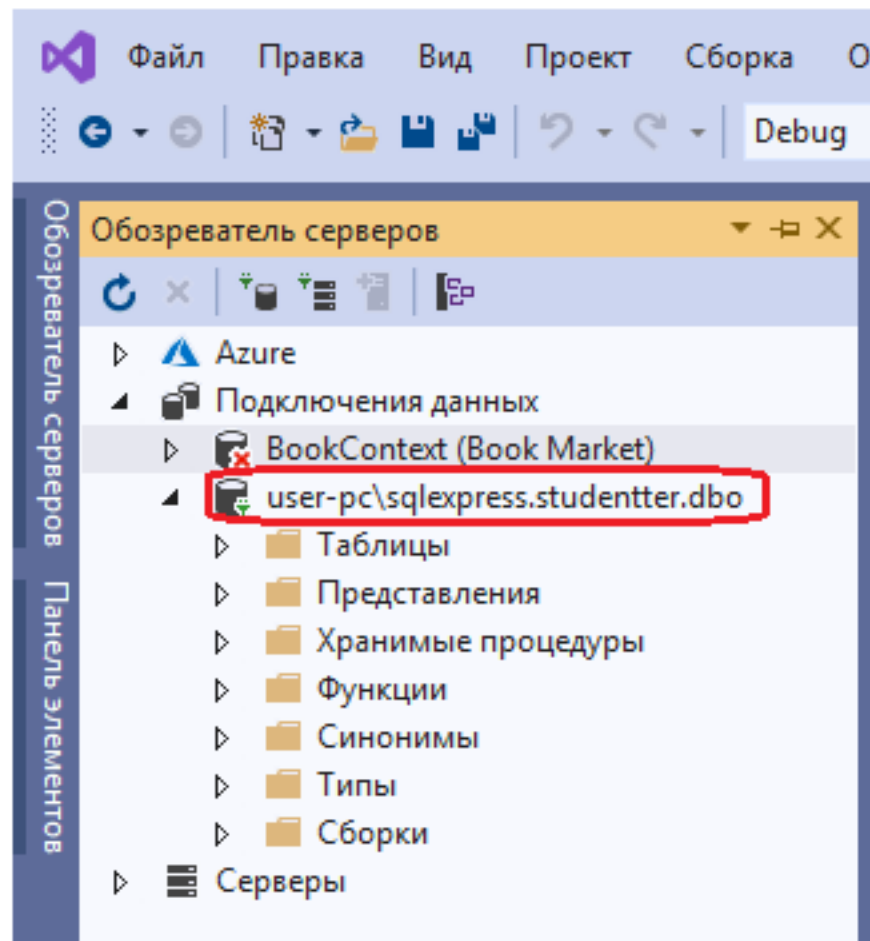 Файл Правка Вид Проект Сборка О
Debug
Обозреватель серверов
Обозреватель серверов
Панель элементов
Azure
Подключения данных
BookContext (Book Market)
user-pc\sqlexpress.studentter.dbo
Таблицы
Представления
Хранимые процедуры
Функции
Синонимы
Типы
Сборки
Серверы